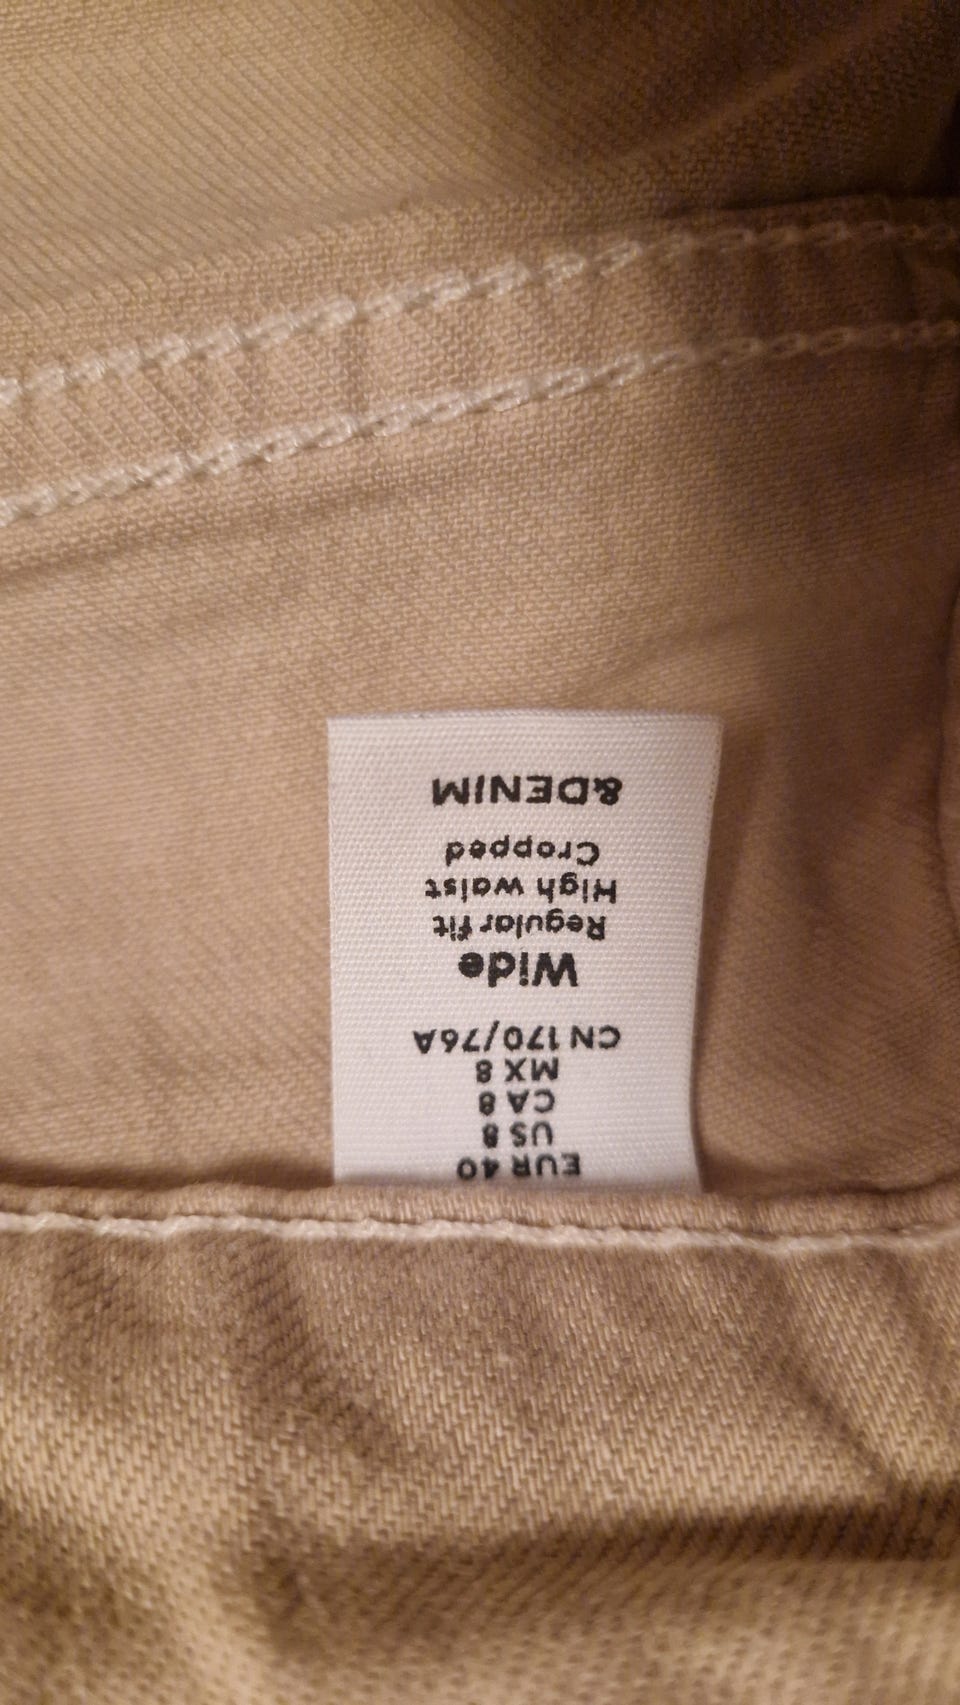 EUR 40
US 8
CA 8
MX 8
CN 170/76A
Wide
Regular fit
High waist
Cropped
&DENIM